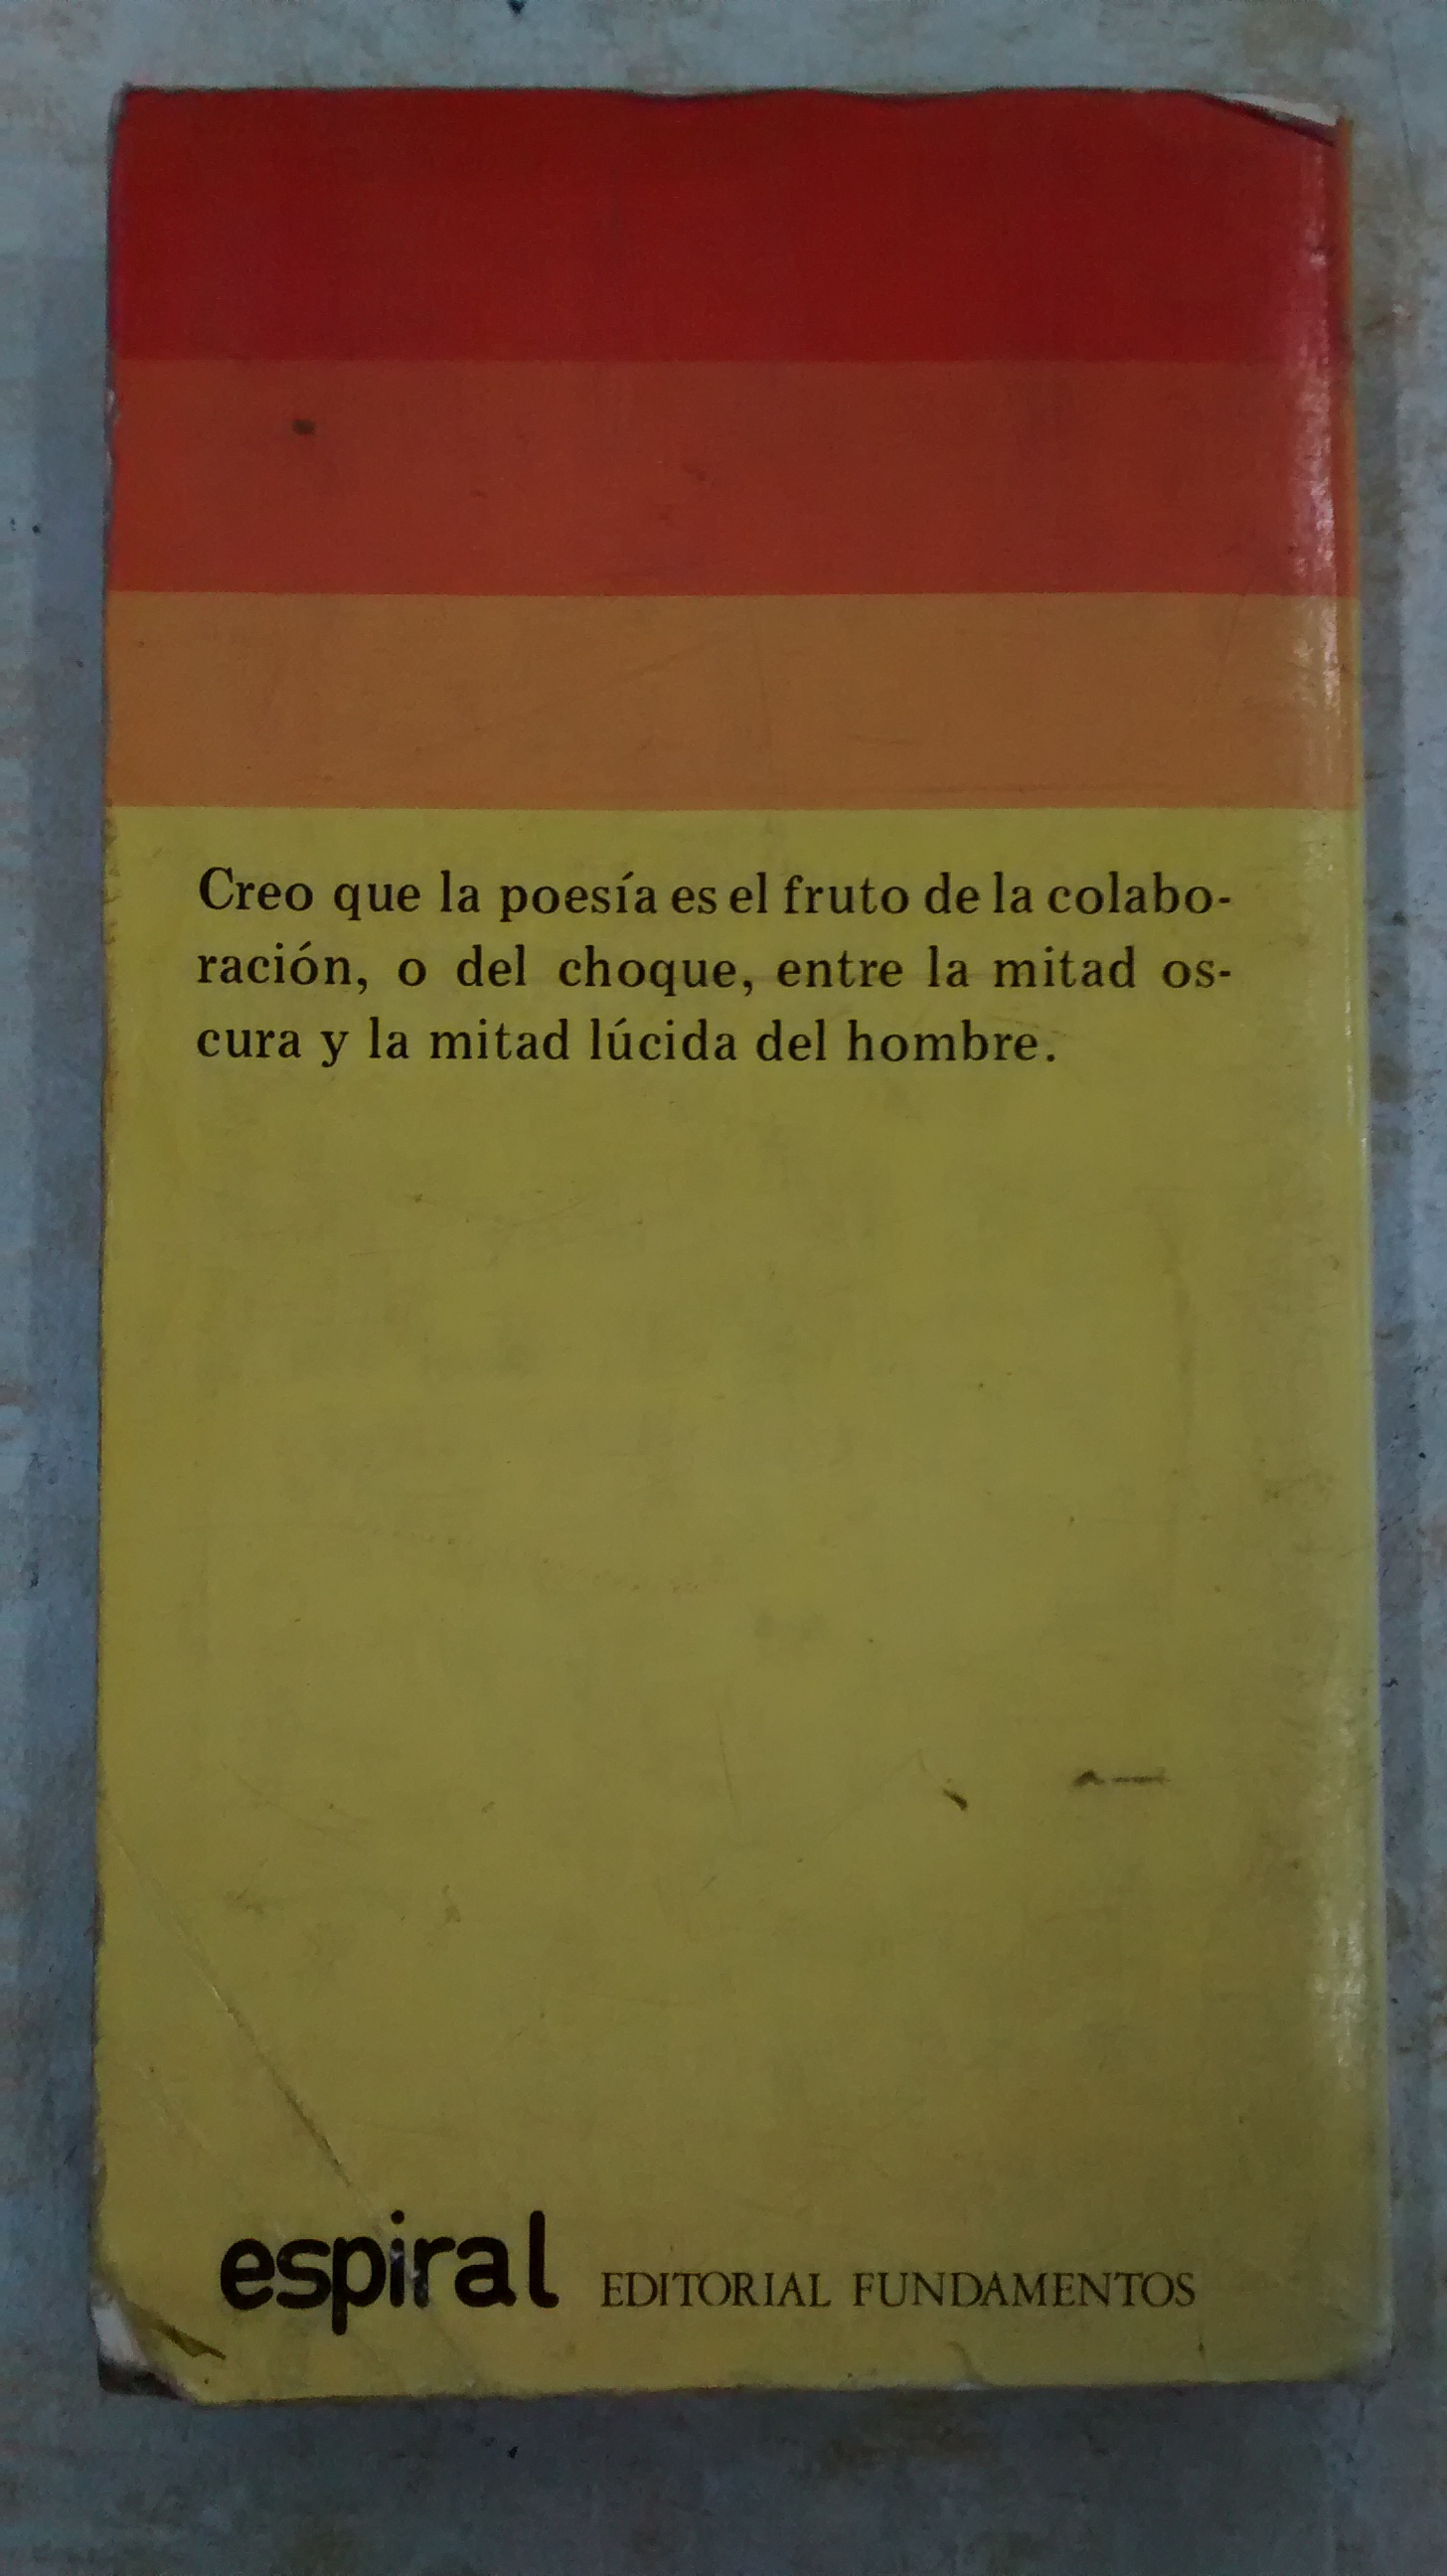 Creo que la poesía es el fruto de la colabo-
ración, o del choque, entre la mitad os-
cura y la mitad lúcida del hombre.
espiral EDITORIAL FUNDAMENTOS